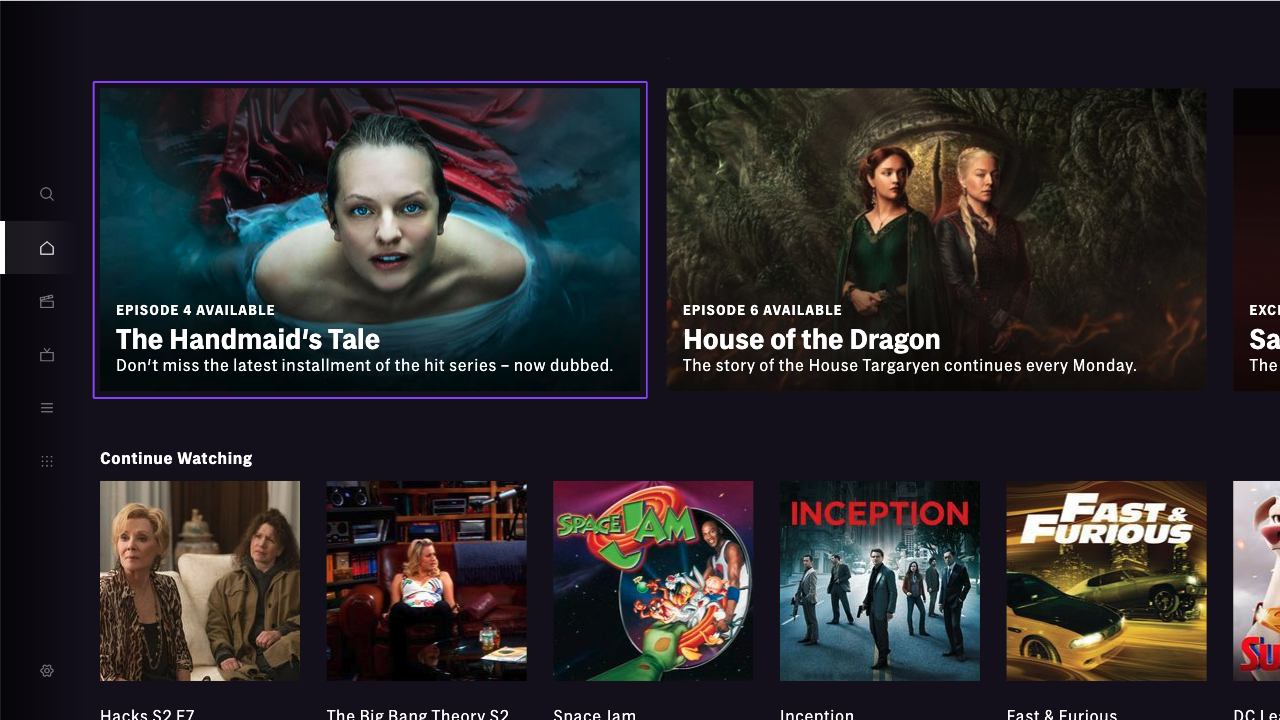 EPISODE 4 AVAILABLE
The Handmaid's Tale
Don't miss the latest installment of the hit series – now dubbed.
EPISODE 6 AVAILABLE
House of the Dragon
The story of the House Targaryen continues every Monday.
Sa
The
Continue Watching
SPACE JAM
INCEPTION
FAST &
FURIOUS
SU
Hacks S2 E7
The Big Bang Theory S2
Space Jam
Inception
Fast & Furious
DC Le